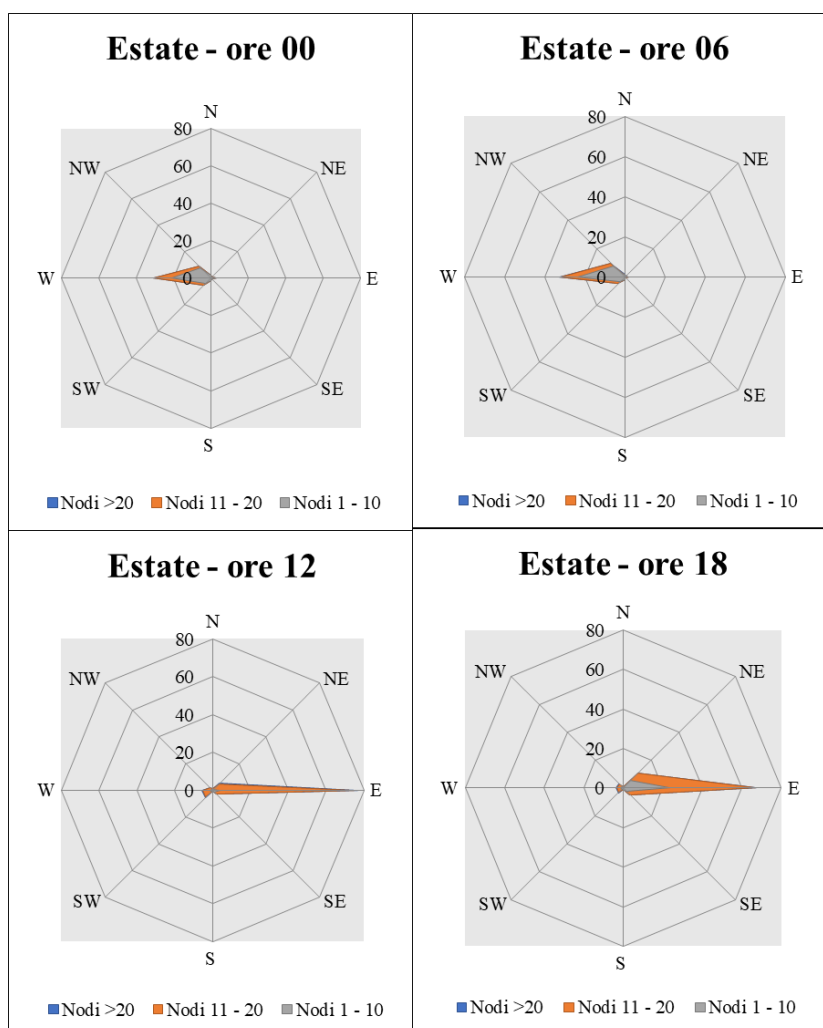 Estate - ore 00
N
80
NW
NE
60
40
20
W
0
E
SW
SE
S
Nodi >20 Nodi 11 - 20 Nodi 1 - 10
Estate - ore 06
N
80
NW
NE
60
40
20
W
0
E
SW
SE
S
Nodi >20 Nodi 11 - 20 Nodi 1 - 10
Estate - ore 12
N
80
NW
NE
60
40
20
W
0
E
SW
SE
S
Nodi >20 Nodi 11 - 20 Nodi 1 - 10
Estate - ore 18
N
80
NW
NE
60
40
20
W
0
E
SW
SE
S
Nodi >20 Nodi 11 - 20 Nodi 1 - 10